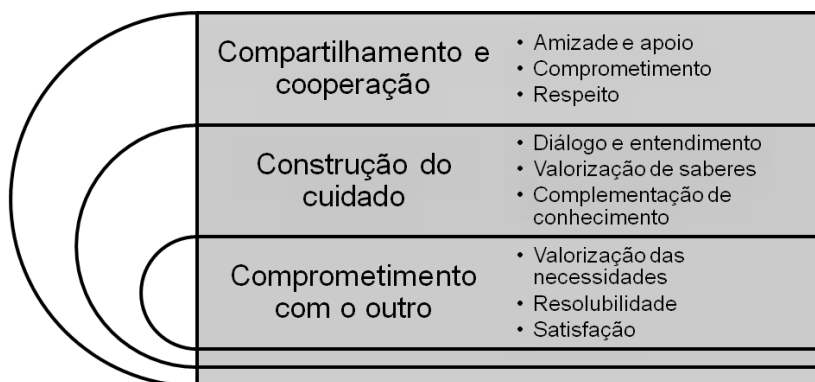 Compartilhamento e
cooperação
• Amizade e apoio
• Comprometimento
• Respeito
Construção do
cuidado
• Diálogo e entendimento
• Valorização de saberes
• Complementação de
conhecimento
Comprometimento
com o outro
• Valorização das
necessidades
• Resolubilidade
• Satisfação